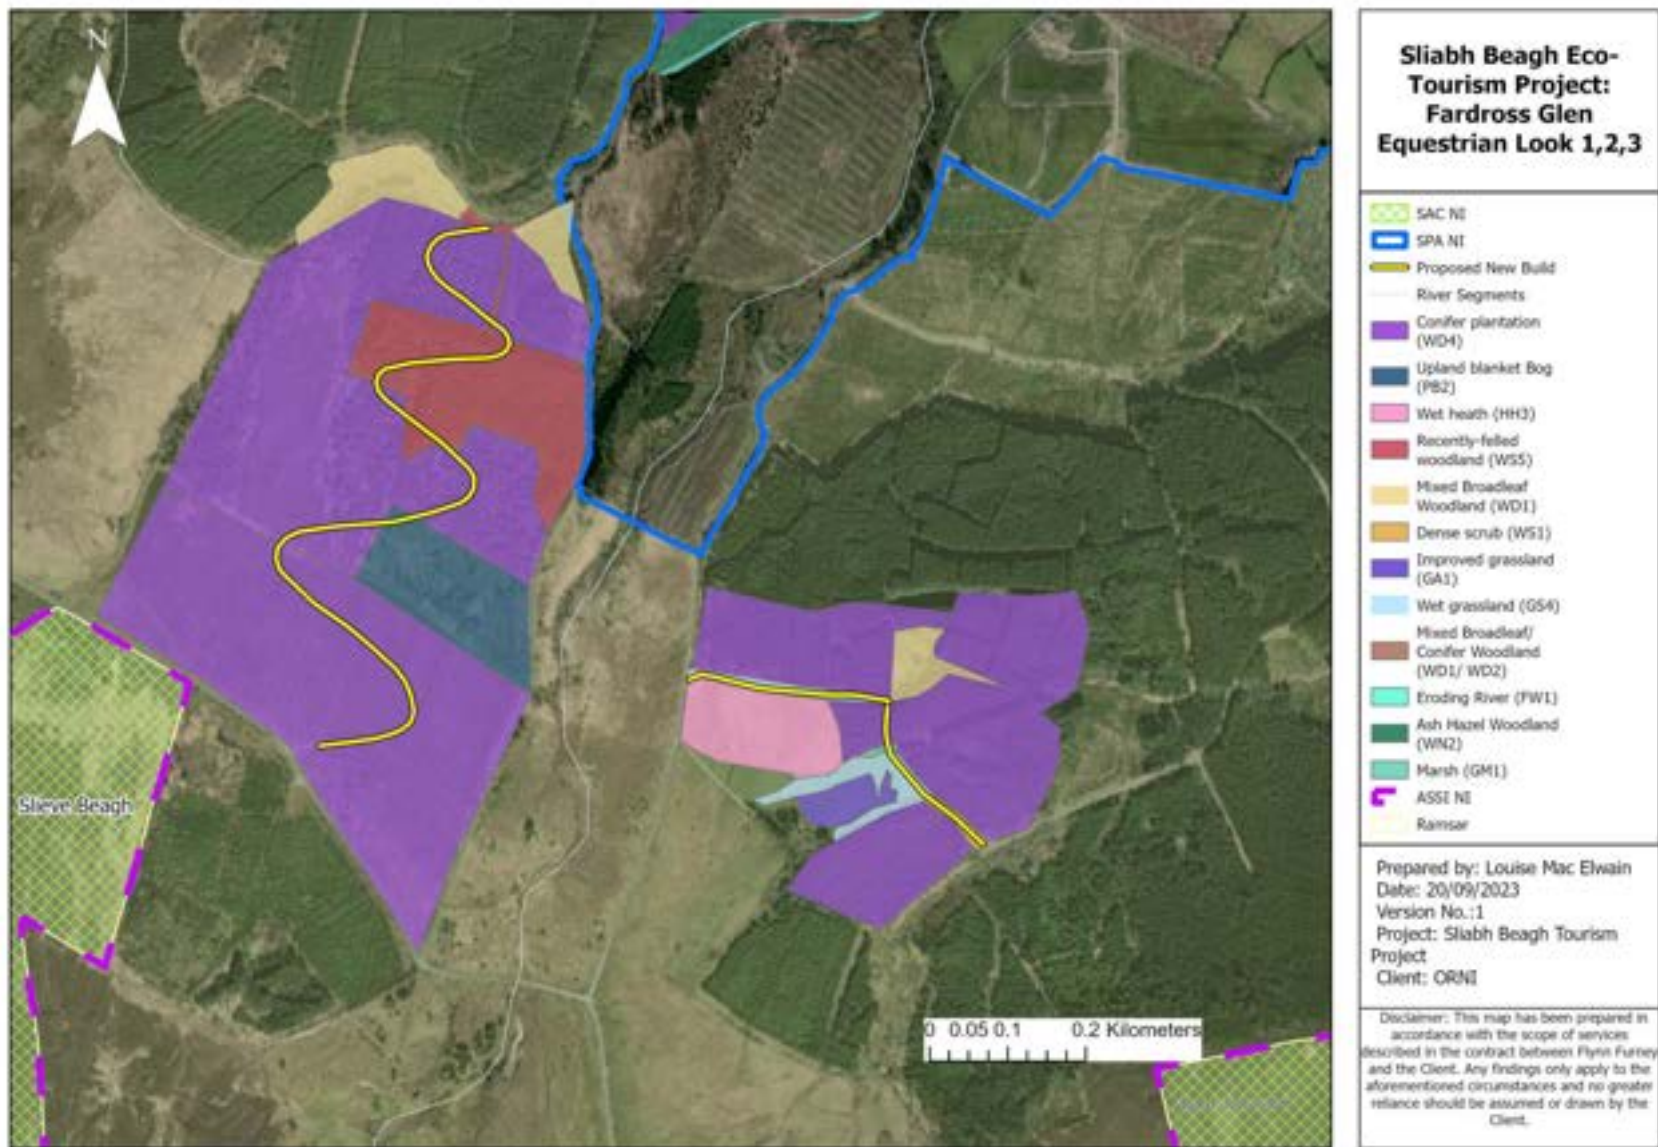 N
Slieve Beagh
0 0.05 0.1 0.2 Kilometers
Sliabh Beagh Eco-
Tourism Project:
Fardross Glen
Equestrian Look 1,2,3
SAC NI
SPA NI
Proposed New Build
River Segments
Conifer plantation
(WD4)
Upland blanket Bog
(PB2)
Wet heath (HH3)
Recently-felled
woodland (WS5)
Mixed Broadleaf
Woodland (WD1)
Dense scrub (WS1)
Improved grassland
(GA1)
Wet grassland (GS4)
Mixed Broadleaf/
Conifer Woodland
(WD1/ WD2)
Eroding River (FW1)
Ash Hazel Woodland
(WN2)
Marsh (GM1)
ASSI NI
Ramsar
Prepared by: Louise Mac Elwain
Date: 20/09/2023
Version No.:1
Project: Sliabh Beagh Tourism
Project
Client: ORNI
Disclaimer: This map has been prepared in
accordance with the scope of services
described in the contract between Flynn Furney
and the Client. Any findings only apply to the
aforementioned circumstances and no greater
reliance should be assumed or drawn by the
Client.